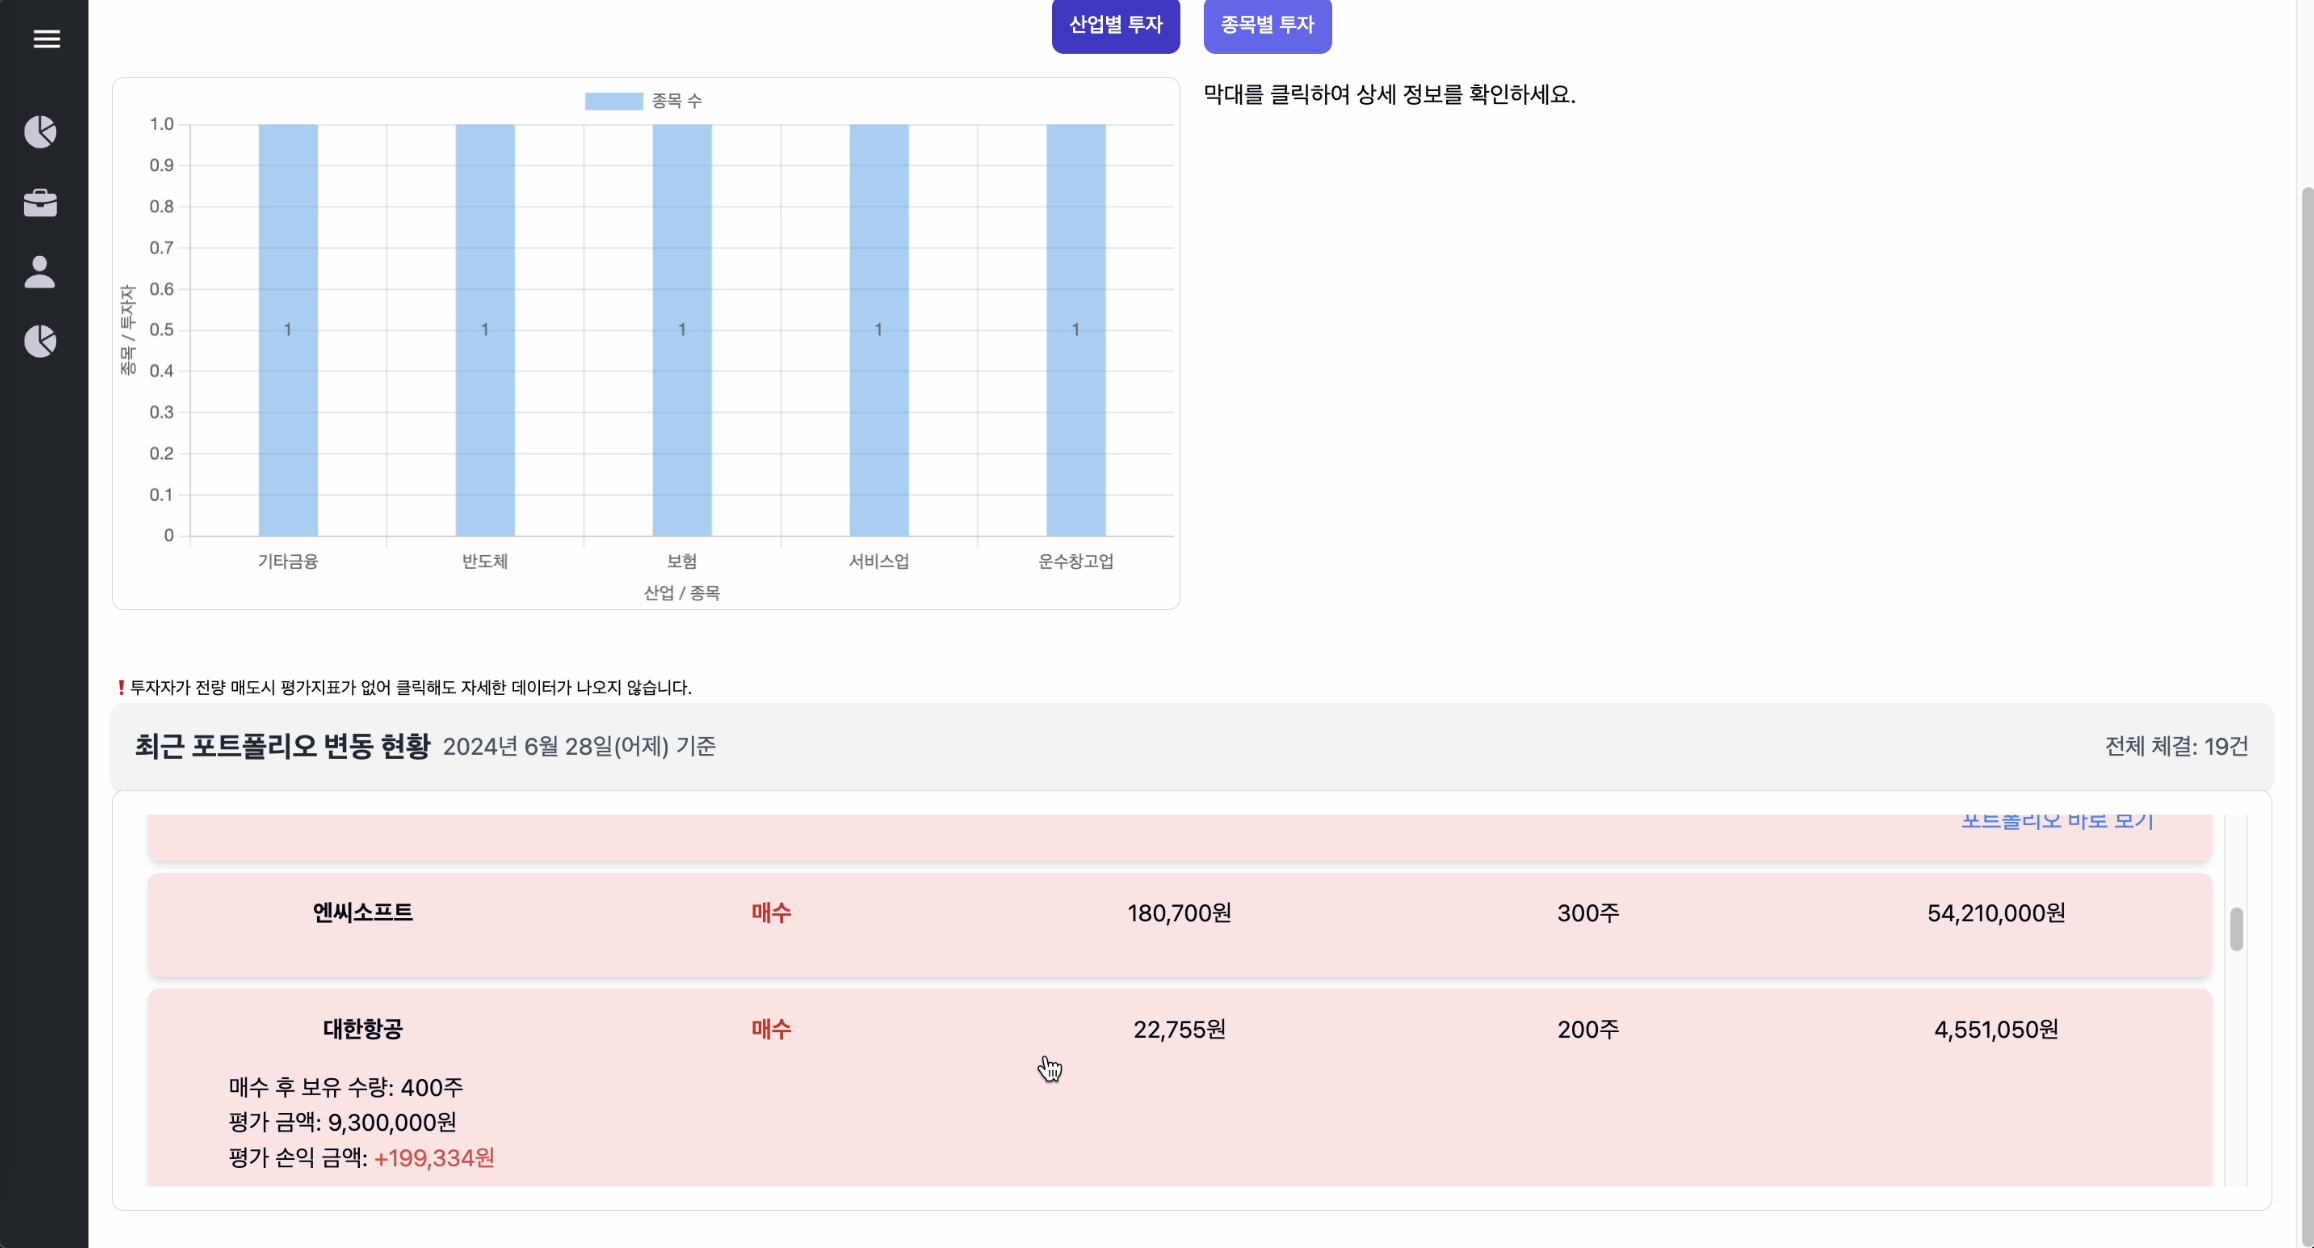 산업별 투자
종목별 투자
종목 수
막대를 클릭하여 상세 정보를 확인하세요.
1.0
0.9
0.8
0.7
0.6
0.5
0.4
0.3
0.2
0.1
0
종목 / 투자자
1 1 1 1 1
기타금융 반도체 보험 서비스업 운수창고업
산업 / 종목
❗투자자가 전량 매도시 평가지표가 없어 클릭해도 자세한 데이터가 나오지 않습니다.
최근 포트폴리오 변동 현황 2024년 6월 28일(어제) 기준 전체 체결: 19건
포트폴리오 바로 보기
엔씨소프트 매수 180,700원 300주 54,210,000원
대한항공 매수 22,755원 200주 4,551,050원
매수 후 보유 수량: 400주
평가 금액: 9,300,000원
평가 손익 금액: +199,334원